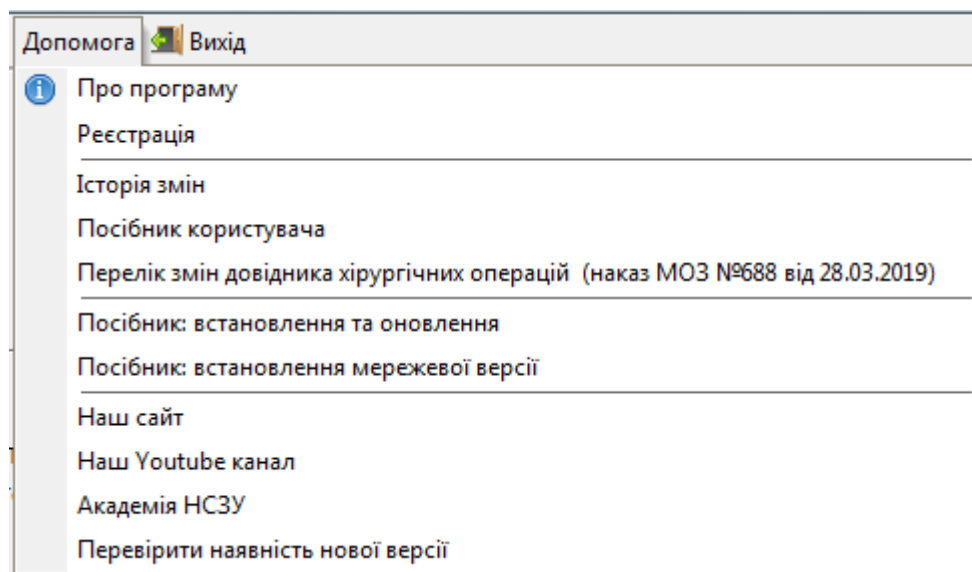 Допомога Вихід
Про програму
Реєстрація
Історія змін
Посібник користувача
Перелік змін довідника хірургічних операцій (наказ МОЗ №688 від 28.03.2019)
Посібник: встановлення та оновлення
Посібник: встановлення мережевої версії
Наш сайт
Наш Youtube канал
Академія НСЗУ
Перевірити наявність нової версії